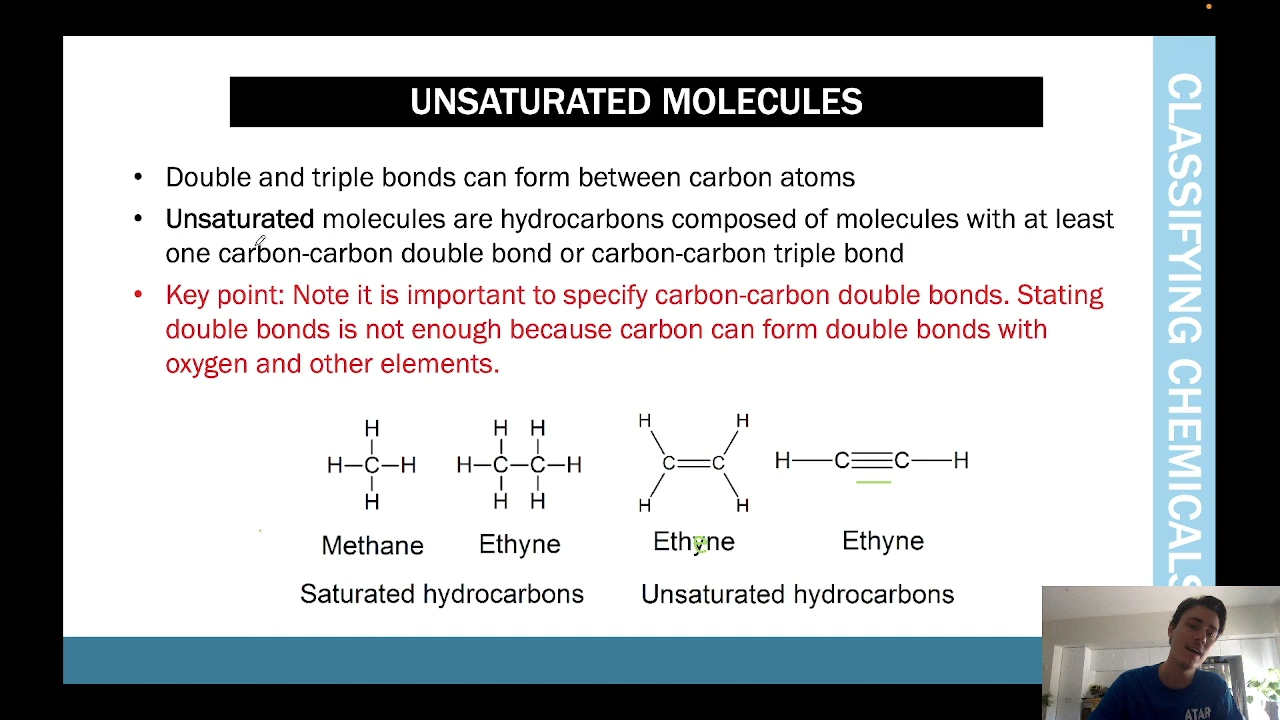 UNSATURATED MOLECULES
CLASSIFYING CHEMICALS
• Double and triple bonds can form between carbon atoms
• Unsaturated molecules are hydrocarbons composed of molecules with at least
one carbon-carbon double bond or carbon-carbon triple bond
• Key point: Note it is important to specify carbon-carbon double bonds. Stating
double bonds is not enough because carbon can form double bonds with
oxygen and other elements.
H H H H H
H—C—H H—C—C—H C=C H—C≡C—H
H H H H H
Methane Ethyne Ethyne Ethyne
e
Saturated hydrocarbons Unsaturated hydrocarbons
ATAR